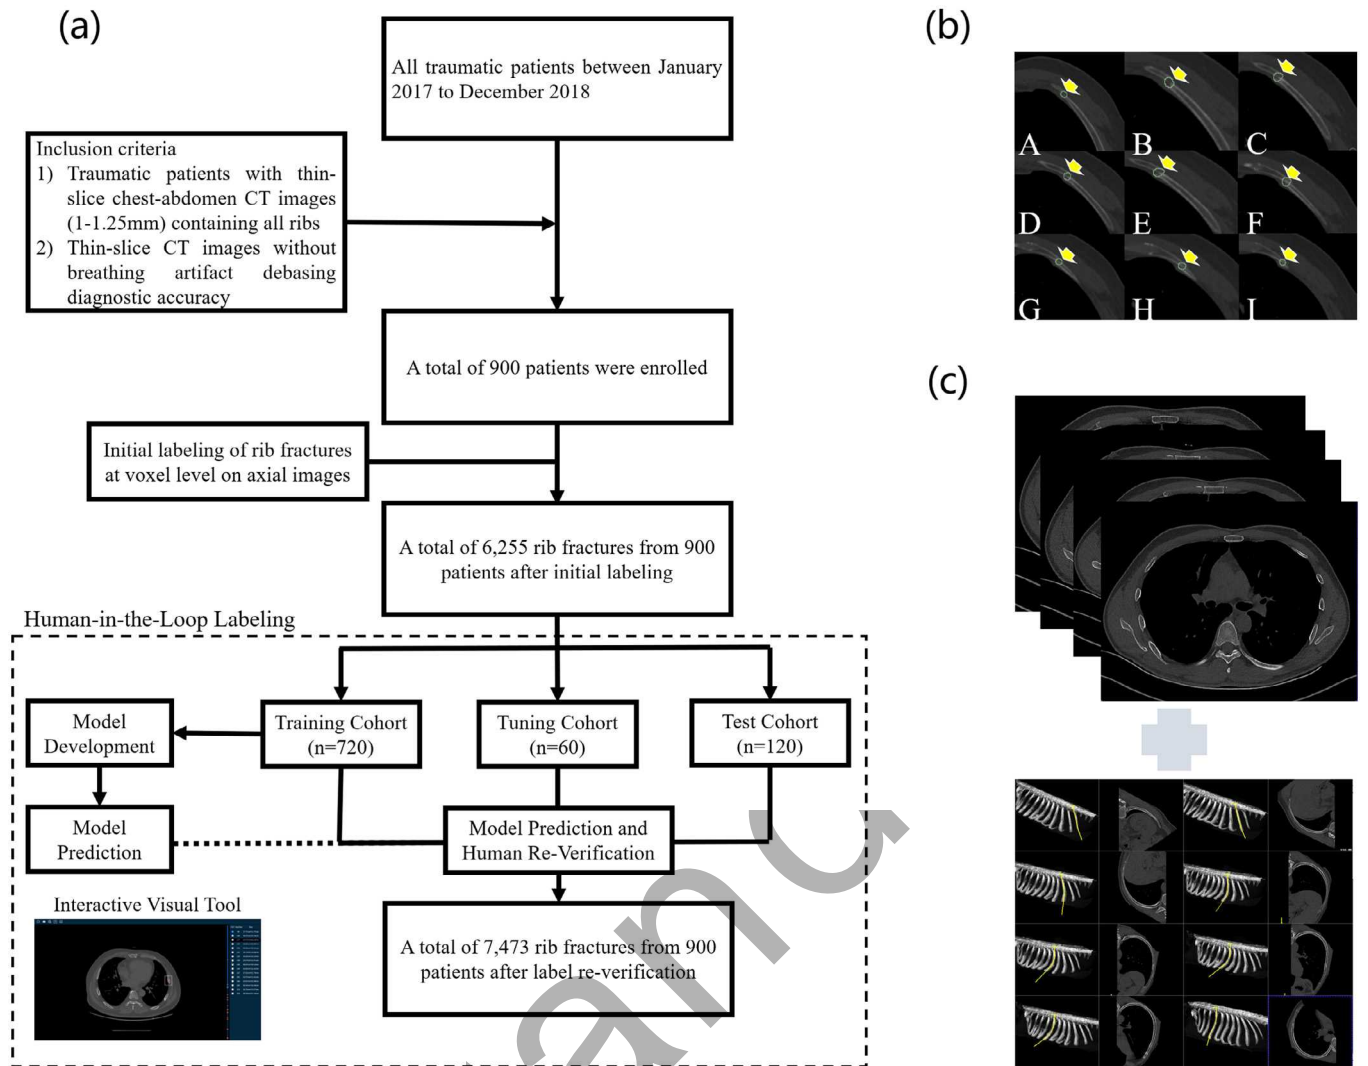 (a)
All traumatic patients between January
2017 to December 2018
Inclusion criteria
1) Traumatic patients with thin-
slice chest-abdomen CT images
(1-1.25mm) containing all ribs
2) Thin-slice CT images without
breathing artifact debasing
diagnostic accuracy
A total of 900 patients were enrolled
Initial labeling of rib fractures
at voxel level on axial images
A total of 6,255 rib fractures from 900
patients after initial labeling
Human-in-the-Loop Labeling
Model
Development
Training Cohort
(n=720)
Tuning Cohort
(n=60)
Test Cohort
(n=120)
Model
Prediction
Model Prediction and
Human Re-Verification
Interactive Visual Tool
A total of 7,473 rib fractures from 900
patients after label re-verification
(b)
A B C
D E F
G H I
(c)